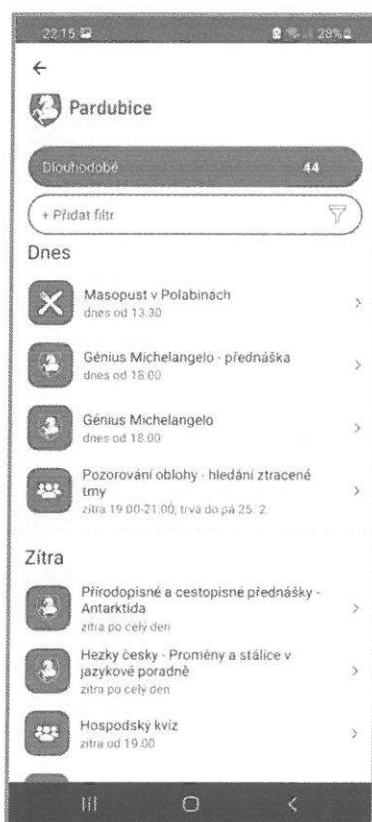 22:15
28%
Pardubice
Dlouhodobé 44
+ Přidat filtr
Dnes
Masopust v Polabinách
dnes od 13.30
Génius Michelangelo - přednáška
dnes od 18.00
Génius Michelangelo
dnes od 18.00
Pozorování oblohy - hledání ztracené
tmy
zítra 19.00-21.00, trvá do pá 25. 2.
Zítra
Přírodopisné a cestopisné přednášky -
Antarktida
zítra po celý den
Hezky česky - Proměny a stálice v
jazykové poradně
zítra po celý den
Hospodský kvíz
zítra od 19.00